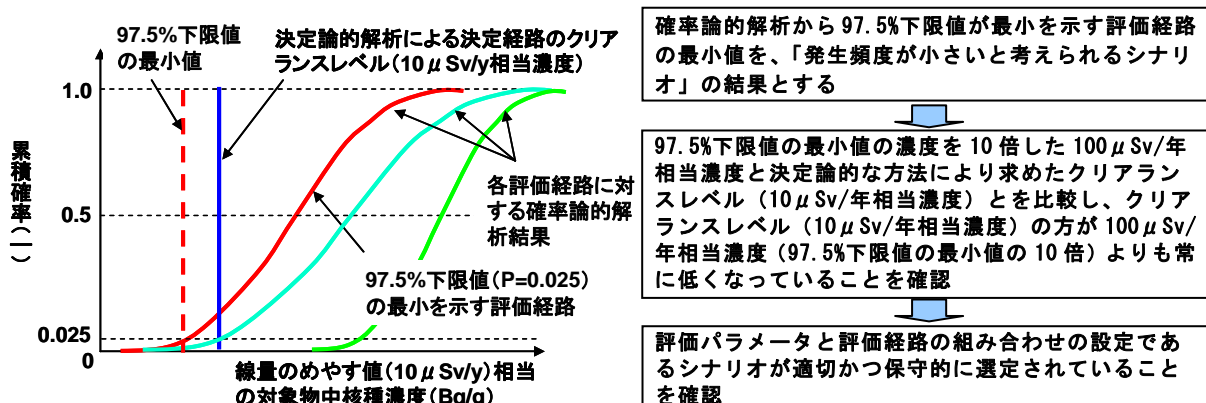 97.5%下限値
の最小値
決定論的解析による決定経路のクリア
ランスレベル(10μSv/y相当濃度)
1.0
0.5
0.025
0
累積確率(―)
各評価経路に対
する確率論的解
析結果
97.5%下限値(P=0.025)
の最小を示す評価経路
線量のめやす値(10μSv/y)相当
の対象物中核種濃度(Bq/g)
確率論的解析から97.5%下限値が最小を示す評価経路
の最小値を、「発生頻度が小さいと考えられるシナリ
オ」の結果とする
97.5%下限値の最小値の濃度を10倍した100μSv/年
相当濃度と決定論的な方法により求めたクリアラン
スレベル(10μSv/年相当濃度)とを比較し、クリア
ランスレベル(10μSv/年相当濃度)の方が100μSv/
年相当濃度(97.5%下限値の最小値の10倍)よりも常
に低くなっていることを確認
評価パラメータと評価経路の組み合わせの設定であ
るシナリオが適切かつ保守的に選定されていること
を確認